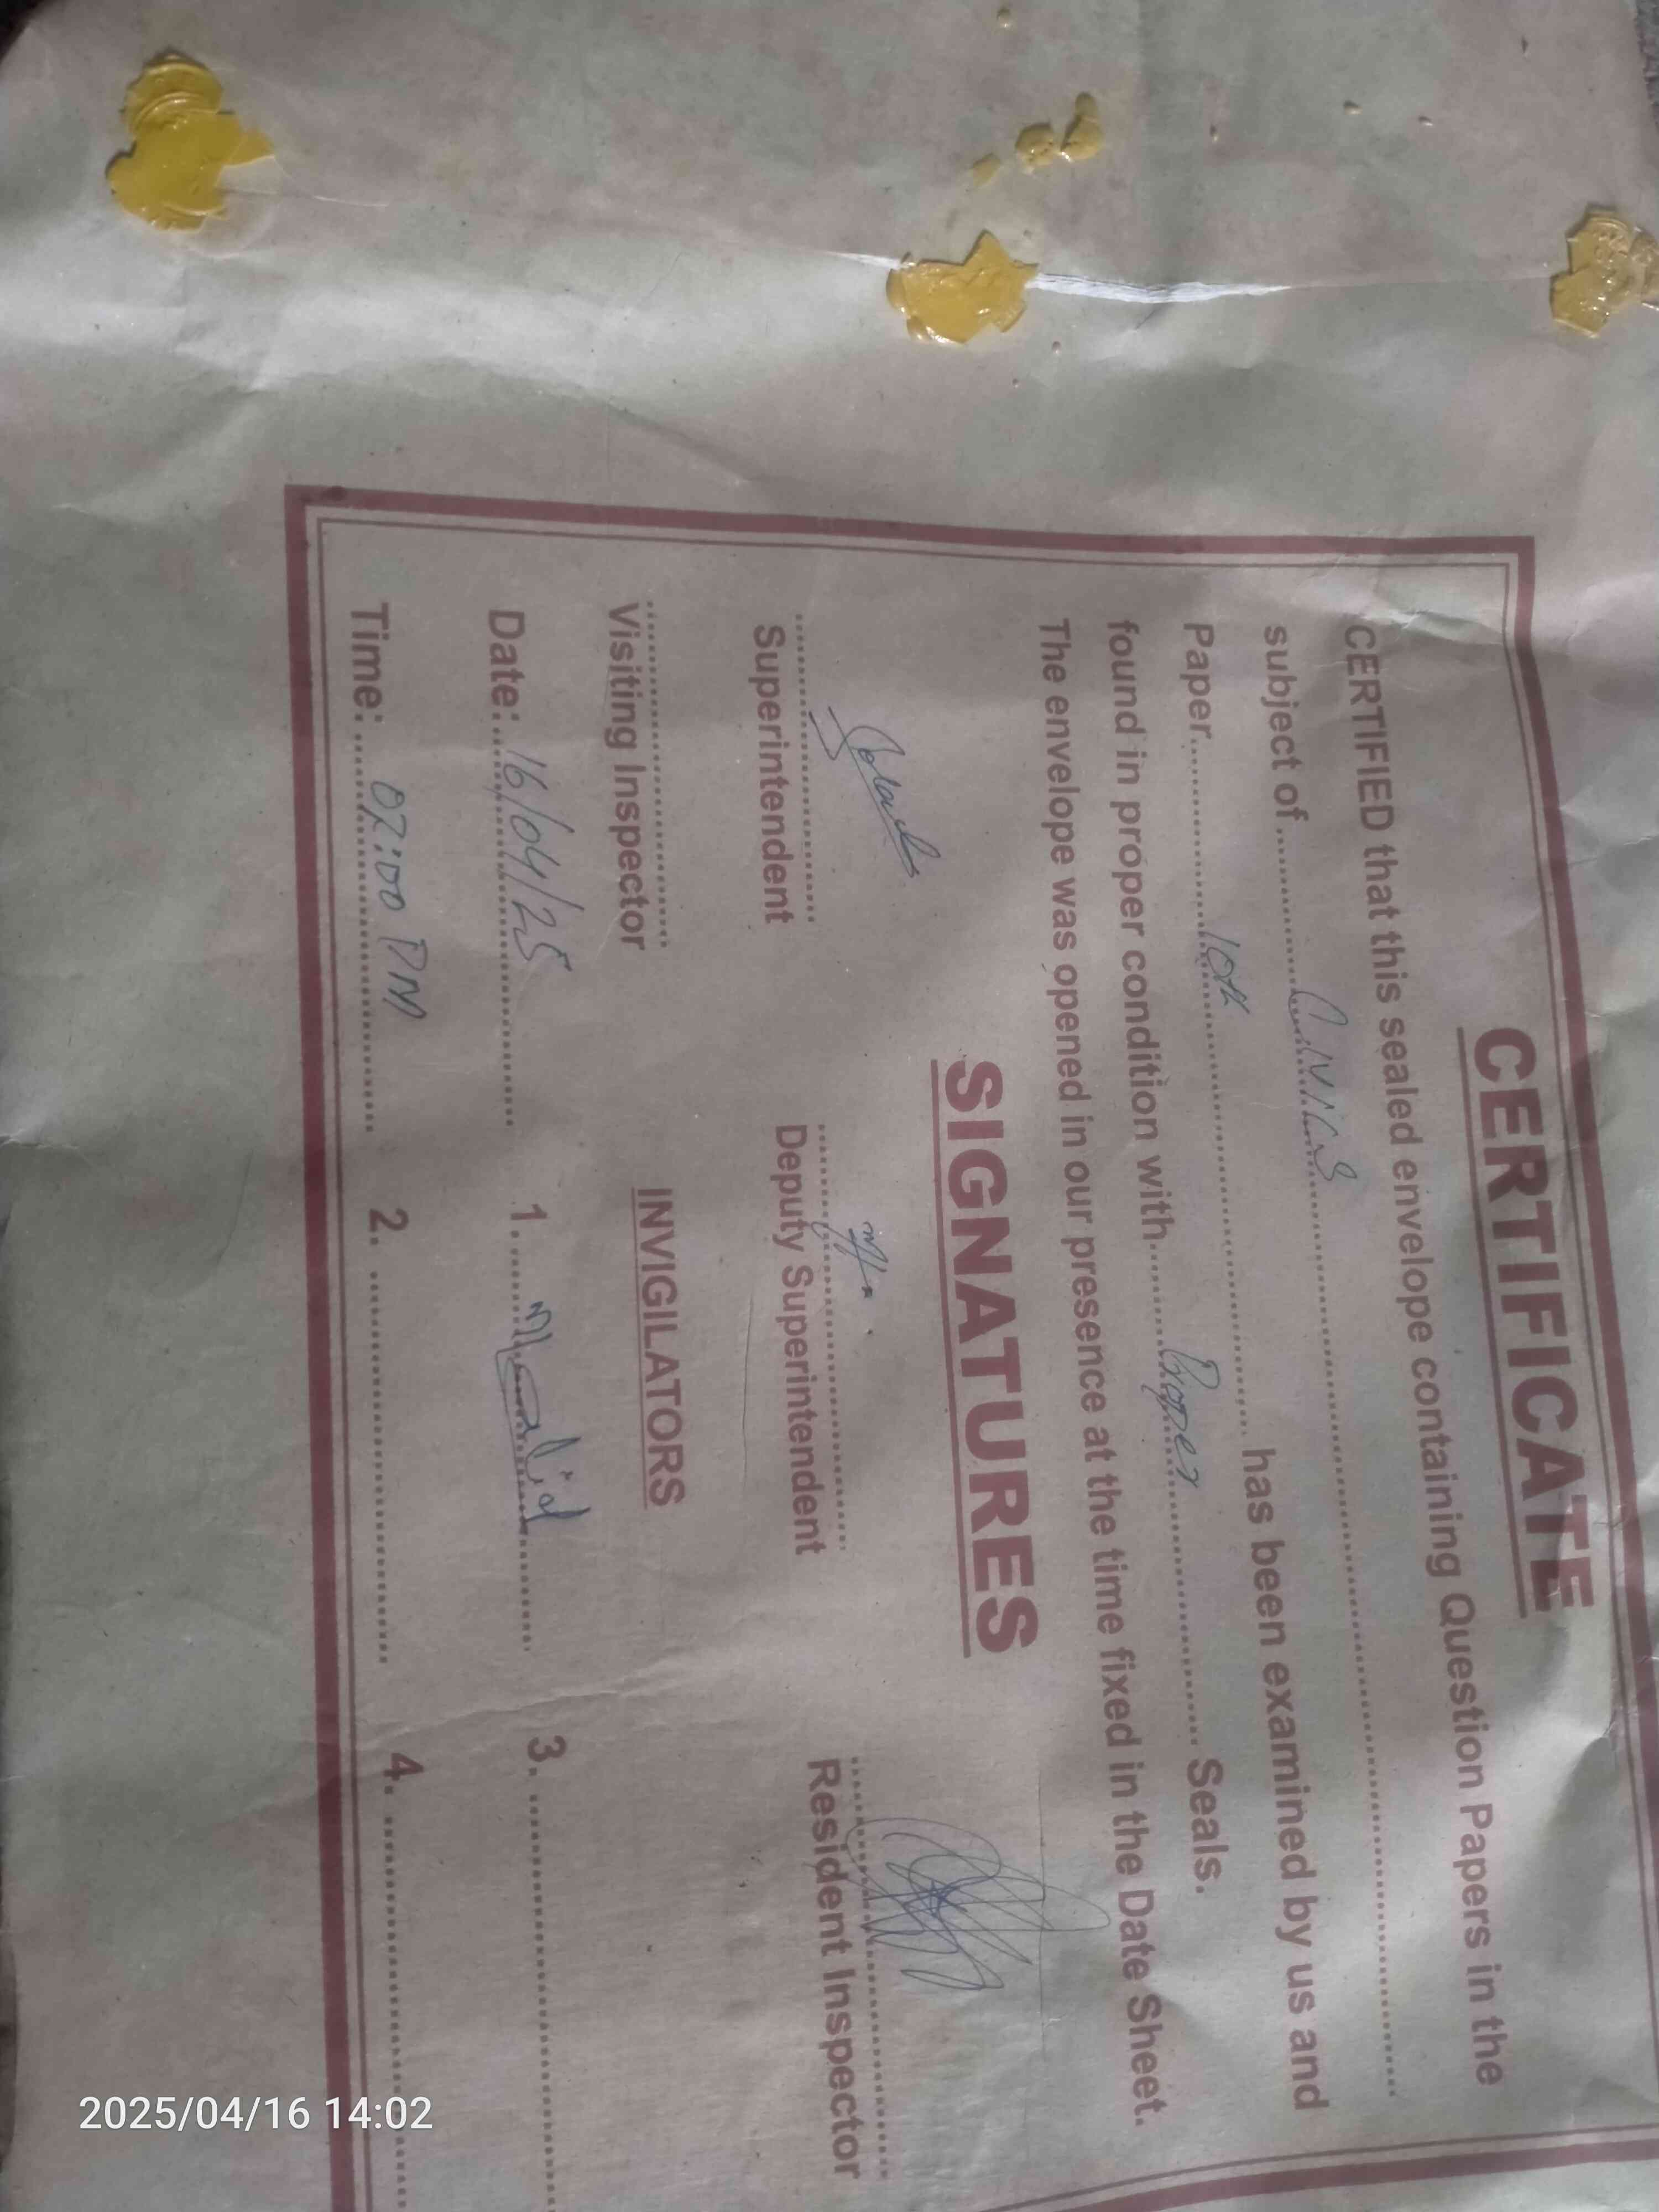 CERTIFICATE
CERTIFIED that this sealed envelope containing Question Papers in the
subject of..........Civics..........
Paper..........10th.......... has been examined by us and
found in proper condition with..........Proper.......... Seals.
The envelope was opened in our presence at the time fixed in the Date Sheet.
SIGNATURES
Superintendent Deputy Superintendent Resident Inspector
Visiting Inspector INVIGILATORS
Date:..16/04/25.......... 1........... 3...........
Time:..02:00 PM.......... 2........... 4...........
2025/04/16 14:02